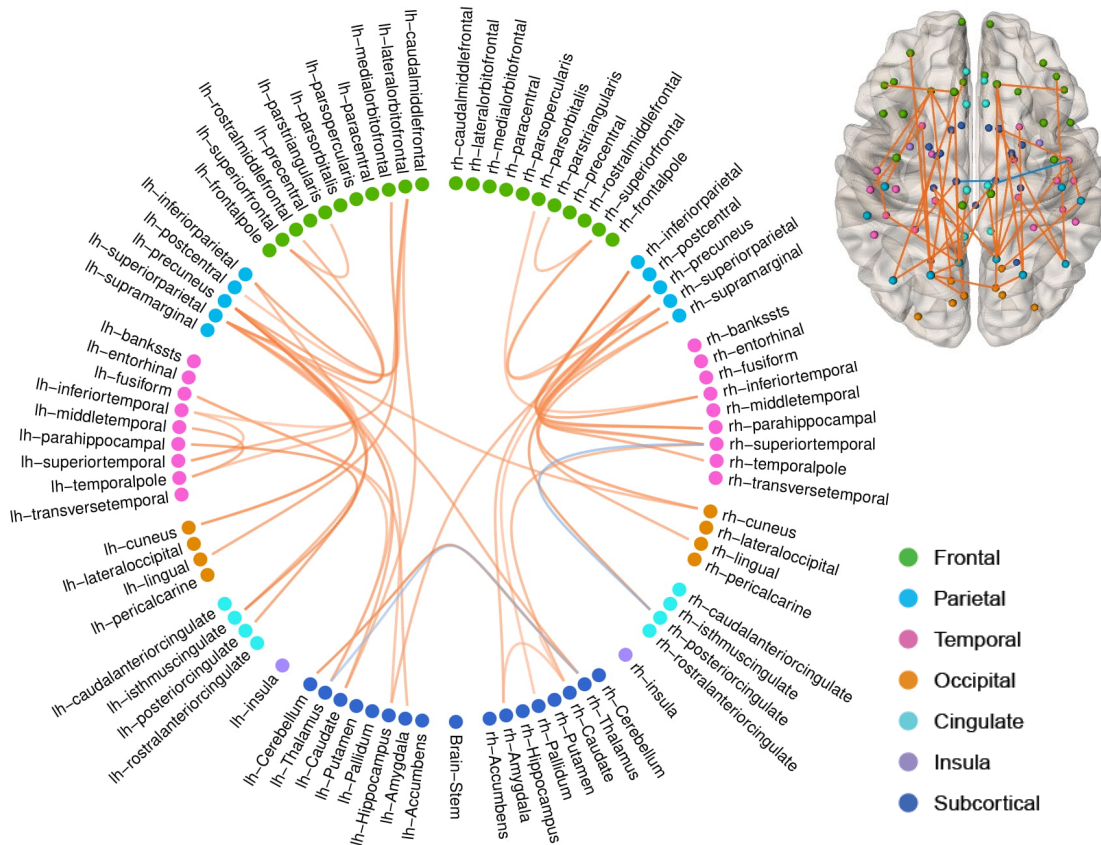 lh-caudalmiddlefrontal
lh-lateralorbitofrontal
lh-medialorbitofrontal
lh-paracentral
lh-parsopercularis
lh-parsorbitalis
lh-parstriangularis
lh-precentral
lh-rostralmiddlefrontal
lh-superiorfrontal
lh-frontalpole
lh-inferiorparietal
lh-postcentral
lh-precuneus
lh-superiorparietal
lh-supramarginal
lh-bankssts
lh-entorhinal
lh-fusiform
lh-inferiortemporal
lh-middletemporal
lh-parahippocampal
lh-superiortemporal
lh-temporalpole
lh-transversetemporal
lh-cuneus
lh-lateraloccipital
lh-lingual
lh-pericalcarine
lh-caudalanteriorcingulate
lh-isthmuscingulate
lh-posteriorcingulate
lh-rostralanteriorcingulate
lh-insula
lh-Cerebellum
lh-Thalamus
lh-Caudate
lh-Putamen
lh-Pallidum
lh-Hippocampus
lh-Amygdala
lh-Accumbens
Brain-Stem
rh-Accumbens
rh-Amygdala
rh-Hippocampus
rh-Pallidum
rh-Putamen
rh-Caudate
rh-Thalamus
rh-Cerebellum
rh-insula
rh-rostralanteriorcingulate
rh-posteriorcingulate
rh-isthmuscingulate
rh-caudalanteriorcingulate
rh-pericalcarine
rh-lingual
rh-lateraloccipital
rh-cuneus
rh-transversetemporal
rh-temporalpole
rh-superiortemporal
rh-parahippocampal
rh-middletemporal
rh-inferiortemporal
rh-fusiform
rh-entorhinal
rh-bankssts
rh-supramarginal
rh-superiorparietal
rh-precuneus
rh-postcentral
rh-inferiorparietal
rh-frontalpole
rh-superiorfrontal
rh-rostralmiddlefrontal
rh-precentral
rh-parstriangularis
rh-parsorbitalis
rh-parsopercularis
rh-paracentral
rh-medialorbitofrontal
rh-lateralorbitofrontal
rh-caudalmiddlefrontal
Frontal
Parietal
Temporal
Occipital
Cingulate
Insula
Subcortical